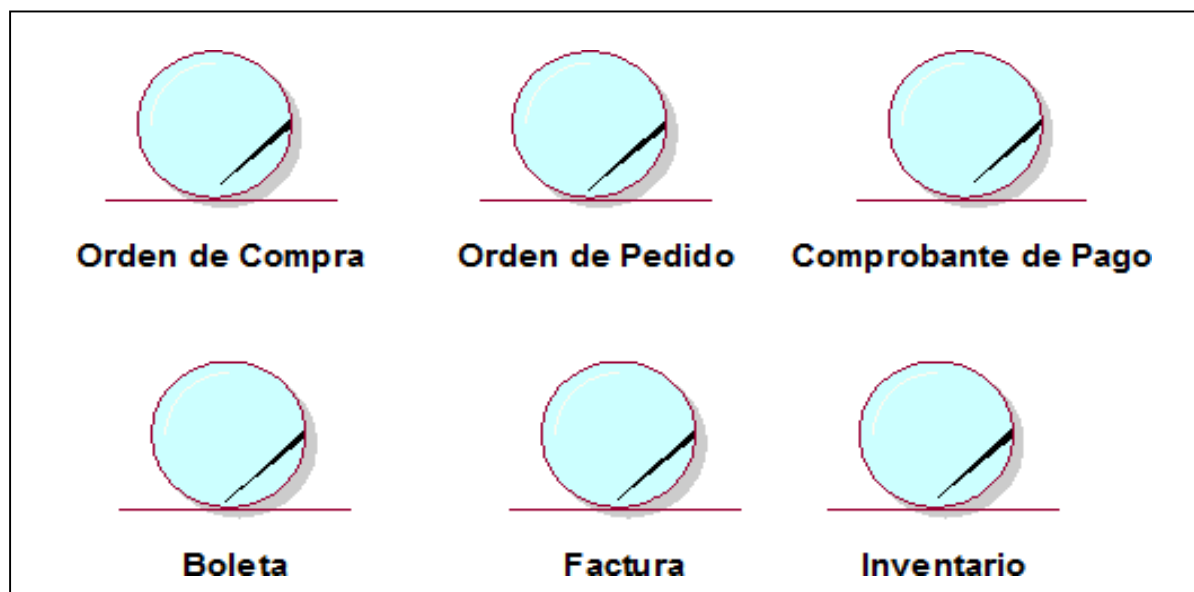 Orden de Compra
Orden de Pedido
Comprobante de Pago
Boleta
Factura
Inventario